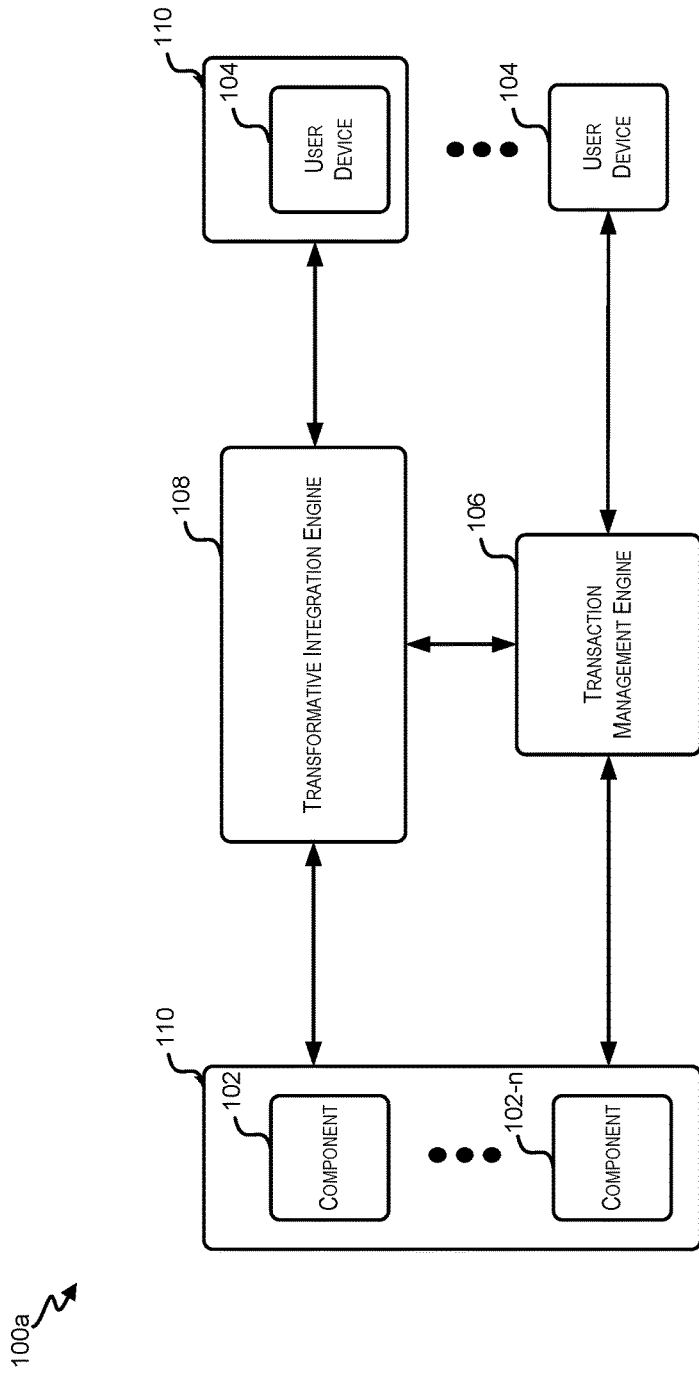 100a
110
102
COMPONENT
102-n
COMPONENT
108
TRANSFORMATIVE INTEGRATION ENGINE
106
TRANSACTION
MANAGEMENT ENGINE
110
104
USER
DEVICE
104
USER
DEVICE